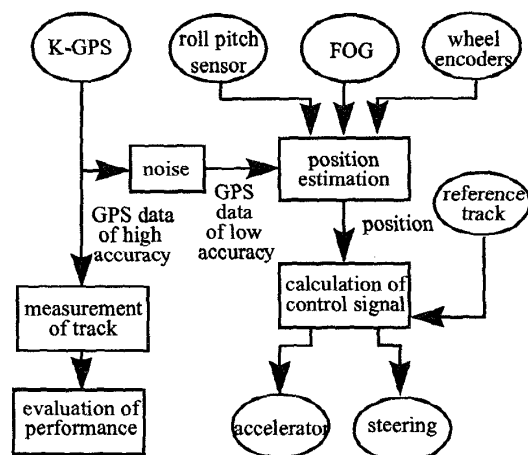 K-GPS
roll pitch
sensor
FOG
wheel
encoders
noise
position
estimation
GPS data
of high
accuracy
GPS
data
of low
accuracy
position
reference
track
measurement
of track
calculation of
control signal
evaluation of
performance
accelerator
steering